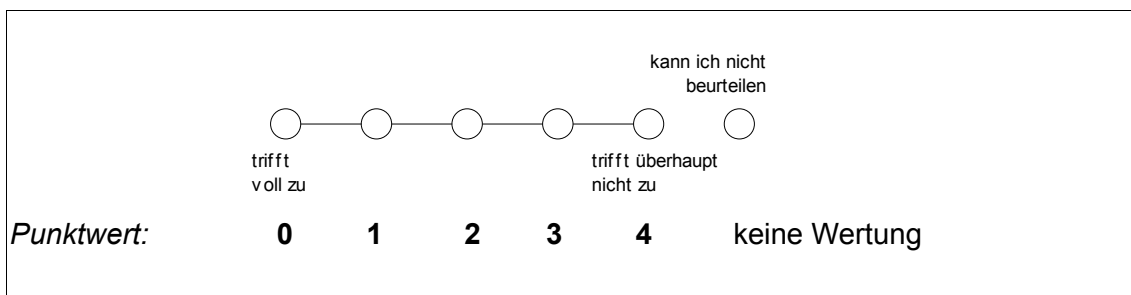 kann ich nicht
beurteilen
trifft
voll zu
trifft überhaupt
nicht zu
Punktwert: 0 1 2 3 4 keine Wertung